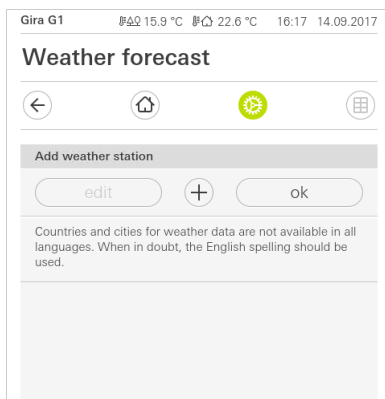 Gira G1 15.9 °C 22.6 °C 16:17 14.09.2017
Weather forecast
Add weather station
edit ok
Countries and cities for weather data are not available in all
languages. When in doubt, the English spelling should be
used.